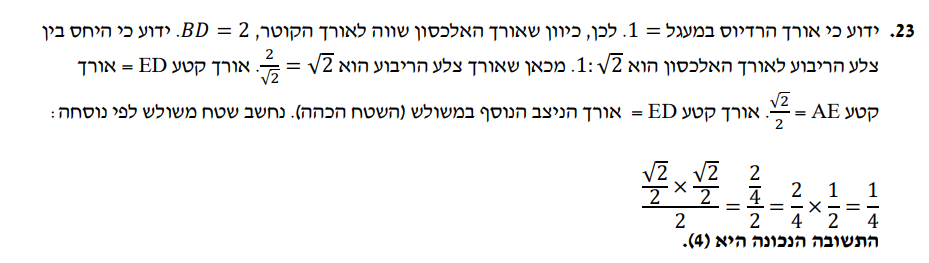 23. ידוע כי אורך הרדיוס במעגל = 1. לכן, כיוון שאורך האלכסון שווה לאורך הקוטר, BD = 2. ידוע כי היחס בין
צלע הריבוע לאורך האלכסון הוא 1:√2. מכאן שאורך צלע הריבוע הוא √2 = 2/√2. אורך קטע ED = אורך
קטע AE = √2/2. אורך קטע ED = אורך הניצב הנוסף במשולש (השטח הכהה). נחשב שטח משולש לפי נוסחה:
(√2/2 × √2/2)/2 = (2/4)/2 = 2/4 × 1/2 = 1/4
התשובה הנכונה היא (4).